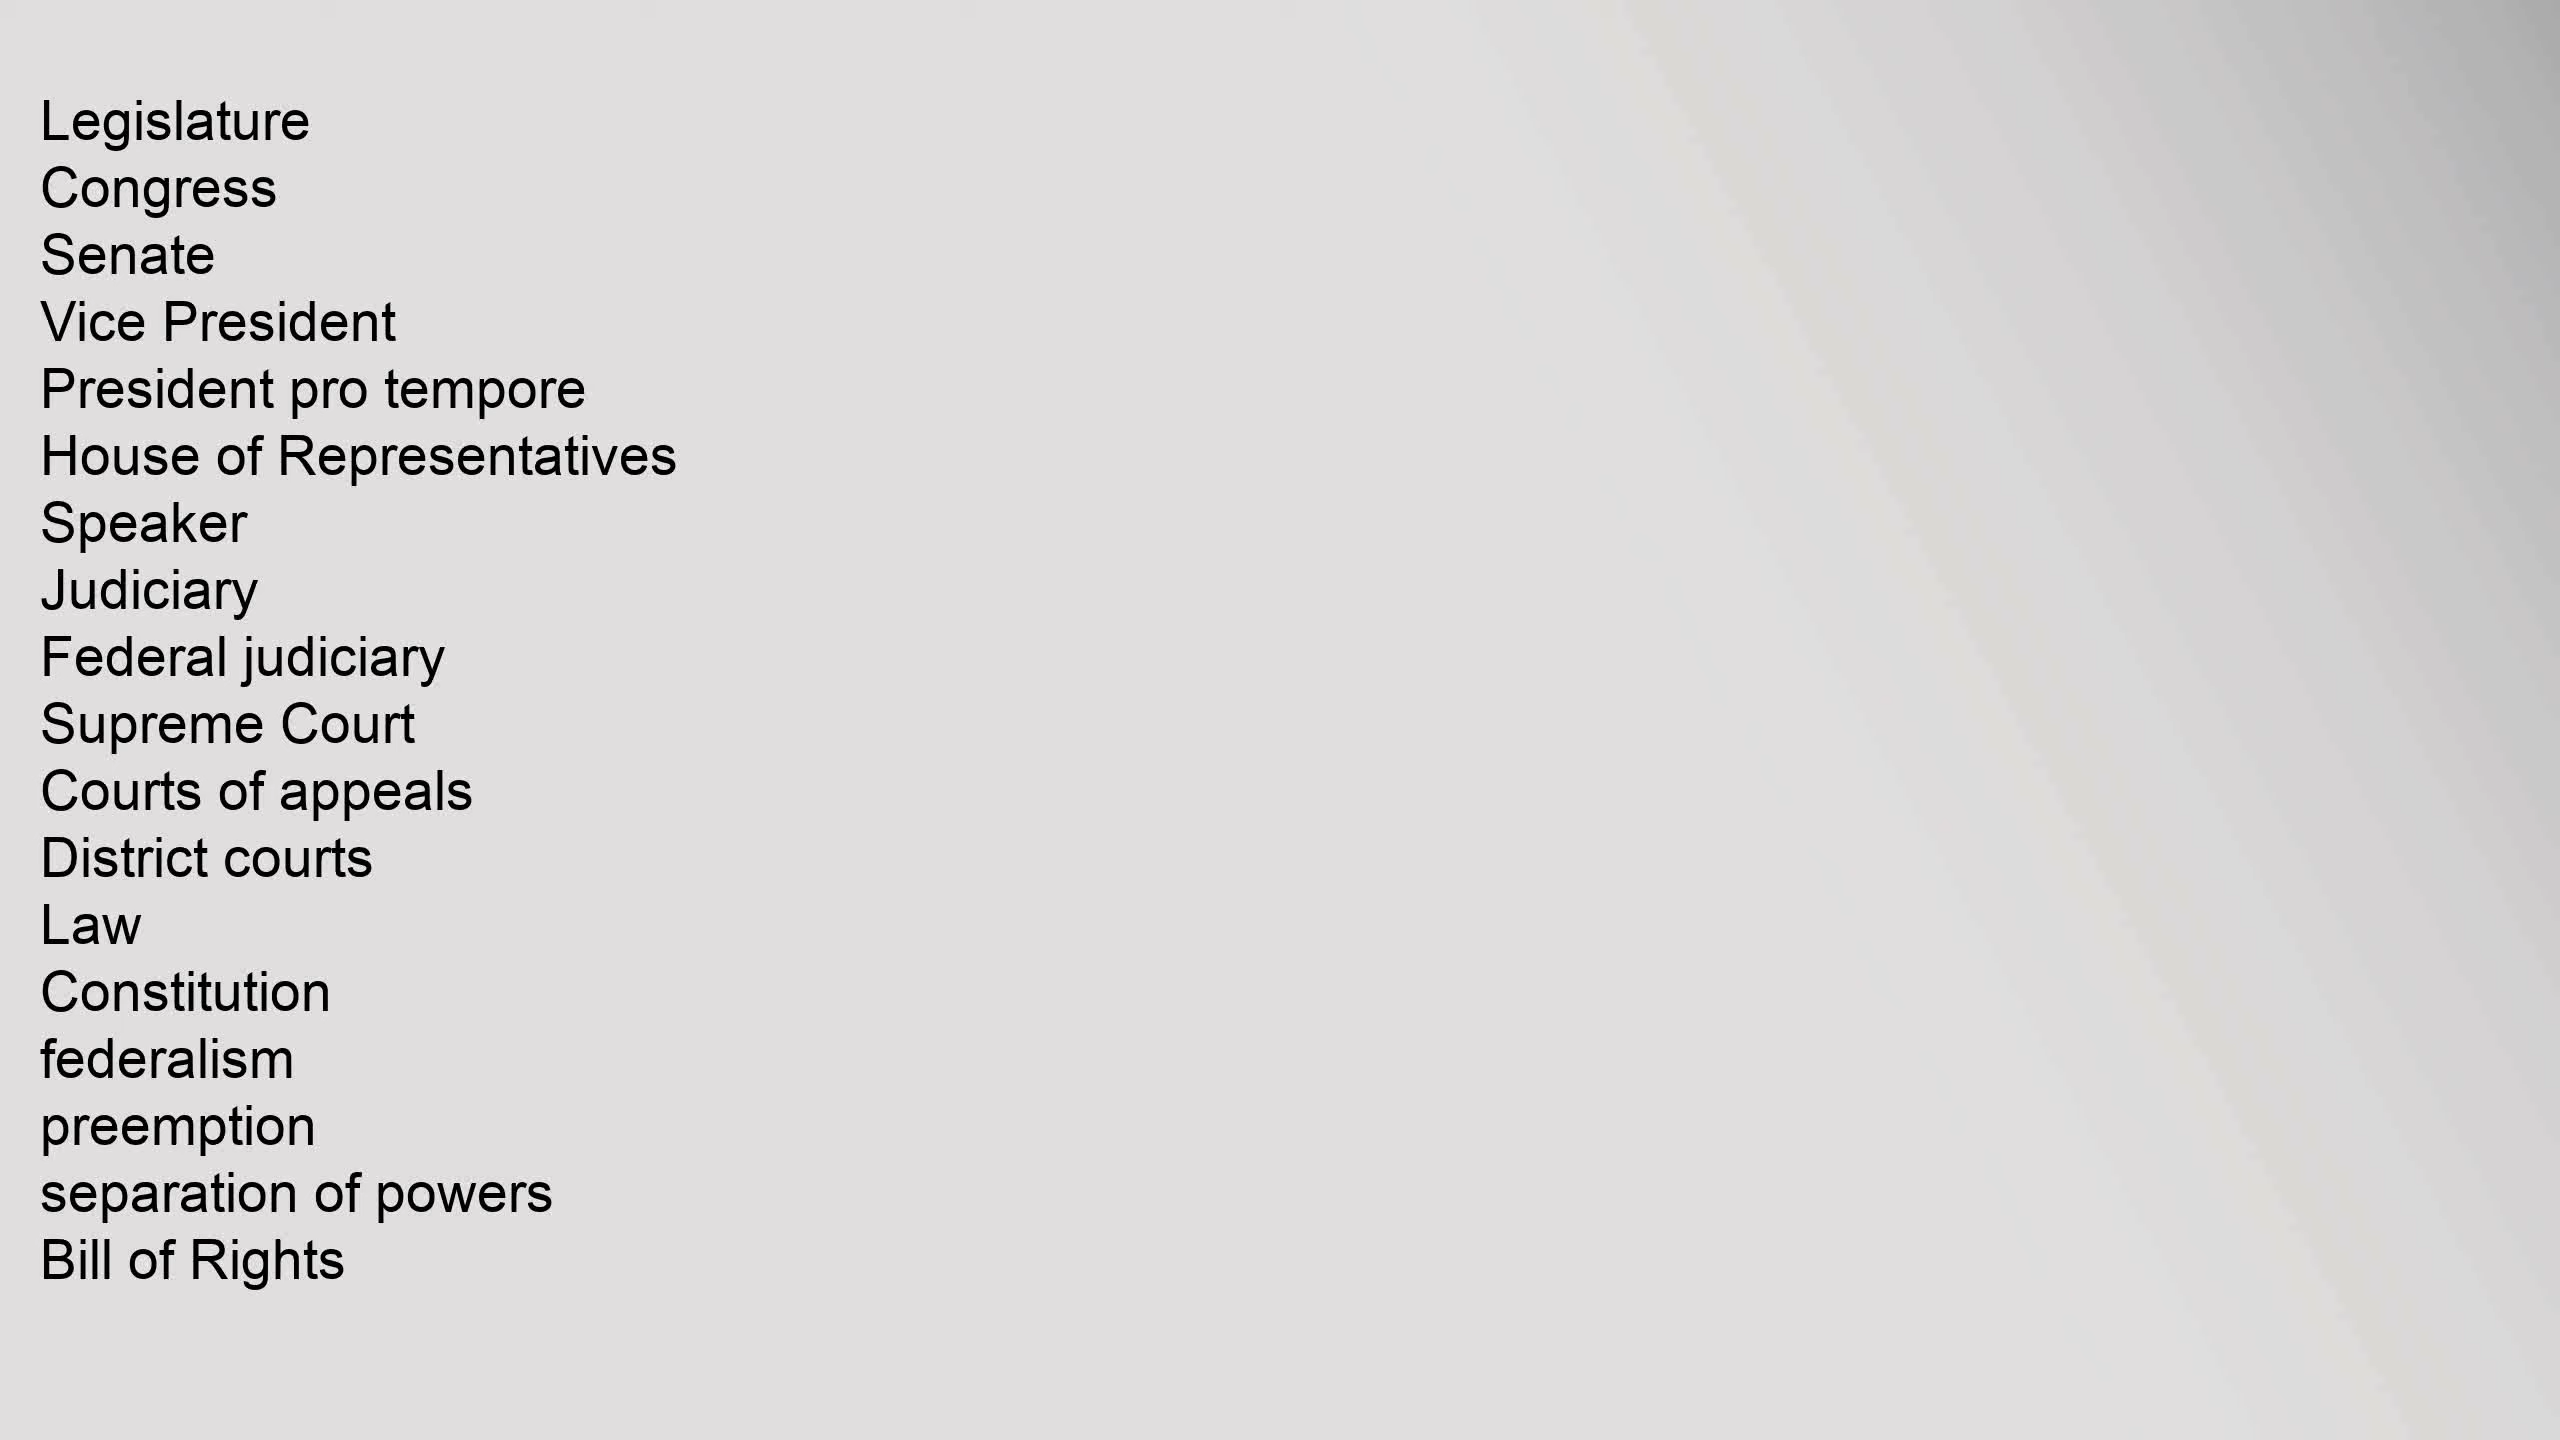 Legislature
Congress
Senate
Vice President
President pro tempore
House of Representatives
Speaker
Judiciary
Federal judiciary
Supreme Court
Courts of appeals
District courts
Law
Constitution
federalism
preemption
separation of powers
Bill of Rights